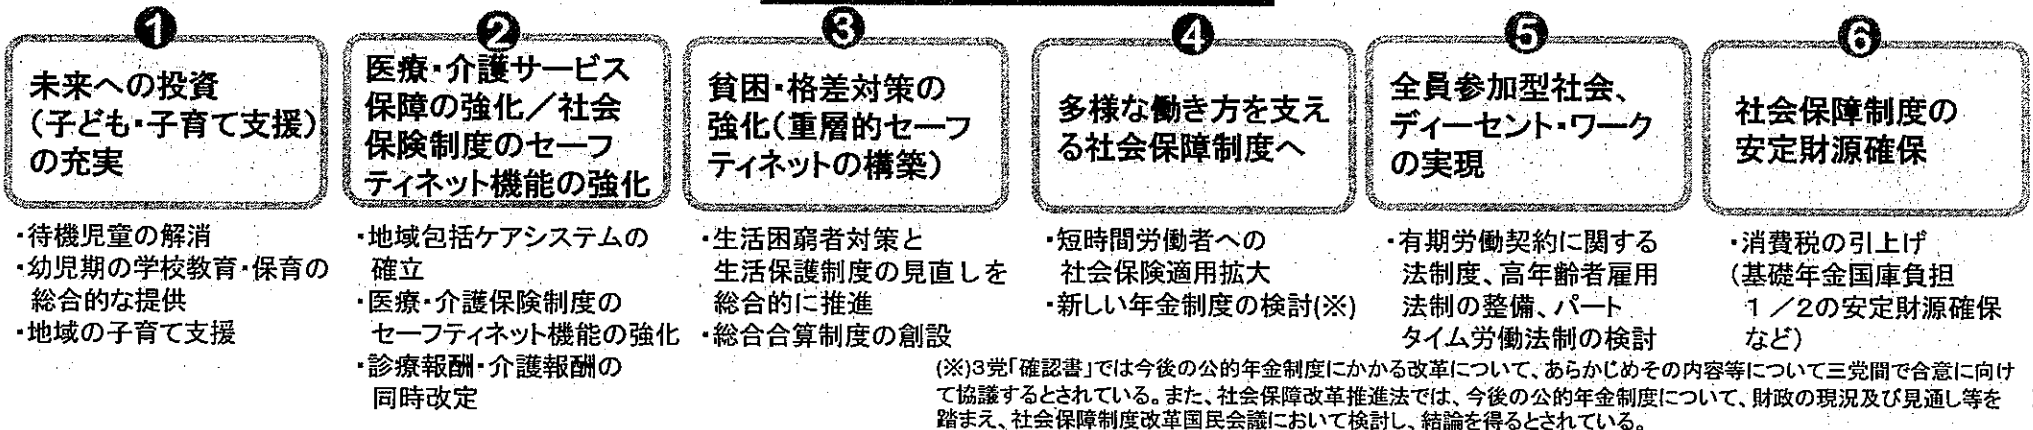 1
未来への投資
(子ども・子育て支援)
の充実
・待機児童の解消
・幼児期の学校教育・保育の
総合的な提供
・地域の子育て支援
2
医療・介護サービス
保障の強化／社会
保険制度のセーフ
ティネット機能の強化
・地域包括ケアシステムの
確立
・医療・介護保険制度の
セーフティネット機能の強化
・診療報酬・介護報酬の
同時改定
3
貧困・格差対策の
強化(重層的セーフ
ティネットの構築)
・生活困窮者対策と
生活保護制度の見直しを
総合的に推進
・総合合算制度の創設
4
多様な働き方を支え
る社会保障制度へ
・短時間労働者への
社会保険適用拡大
・新しい年金制度の検討(※)
5
全員参加型社会、
ディーセント・ワーク
の実現
・有期労働契約に関する
法制度、高年齢者雇用
法制の整備、パート
タイム労働法制の検討
6
社会保障制度の
安定財源確保
・消費税の引上げ
(基礎年金国庫負担
１／２の安定財源確保
など)
(※)3党「確認書」では今後の公的年金制度にかかる改革について、あらかじめその内容等について三党間で合意に向け
て協議するとされている。また、社会保障改革推進法では、今後の公的年金制度について、財政の現況及び見通し等を
踏まえ、社会保障制度改革国民会議において検討し、結論を得るとされている。